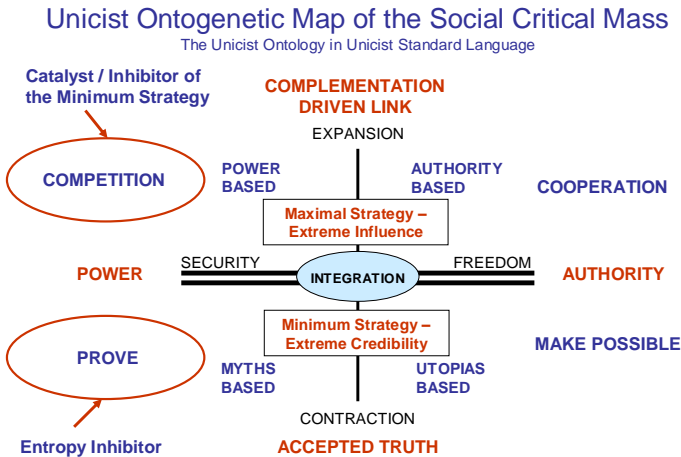 Unicist Ontogenetic Map of the Social Critical Mass
The Unicist Ontology in Unicist Standard Language
Catalyst / Inhibitor of
the Minimum Strategy
COMPLEMENTATION
DRIVEN LINK
EXPANSION
COMPETITION
POWER
BASED
AUTHORITY
BASED
COOPERATION
Maximal Strategy –
Extreme Influence
POWER
SECURITY
INTEGRATION
FREEDOM
AUTHORITY
Minimum Strategy –
Extreme Credibility
PROVE
MYTHS
BASED
UTOPIAS
BASED
MAKE POSSIBLE
CONTRACTION
Entropy Inhibitor
ACCEPTED TRUTH